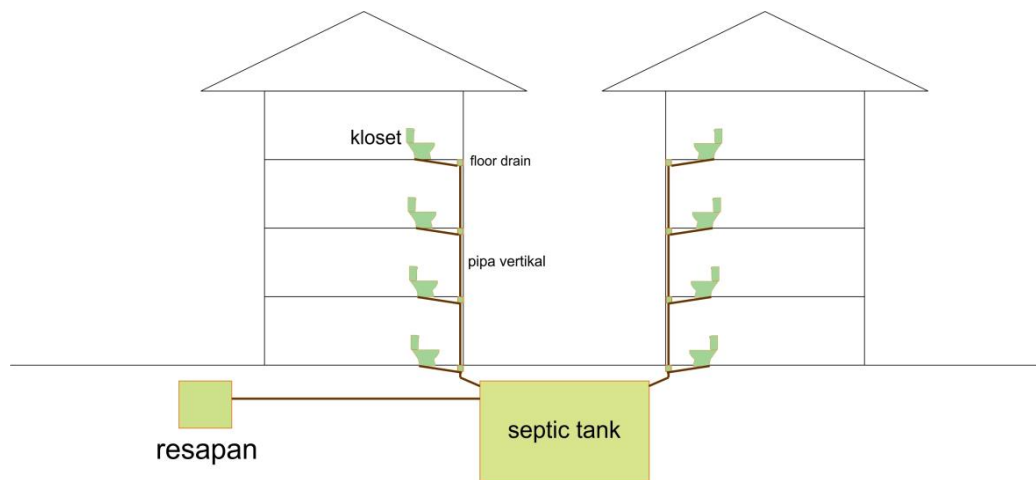 kloset
floor drain
pipa vertikal
septic tank
resapan